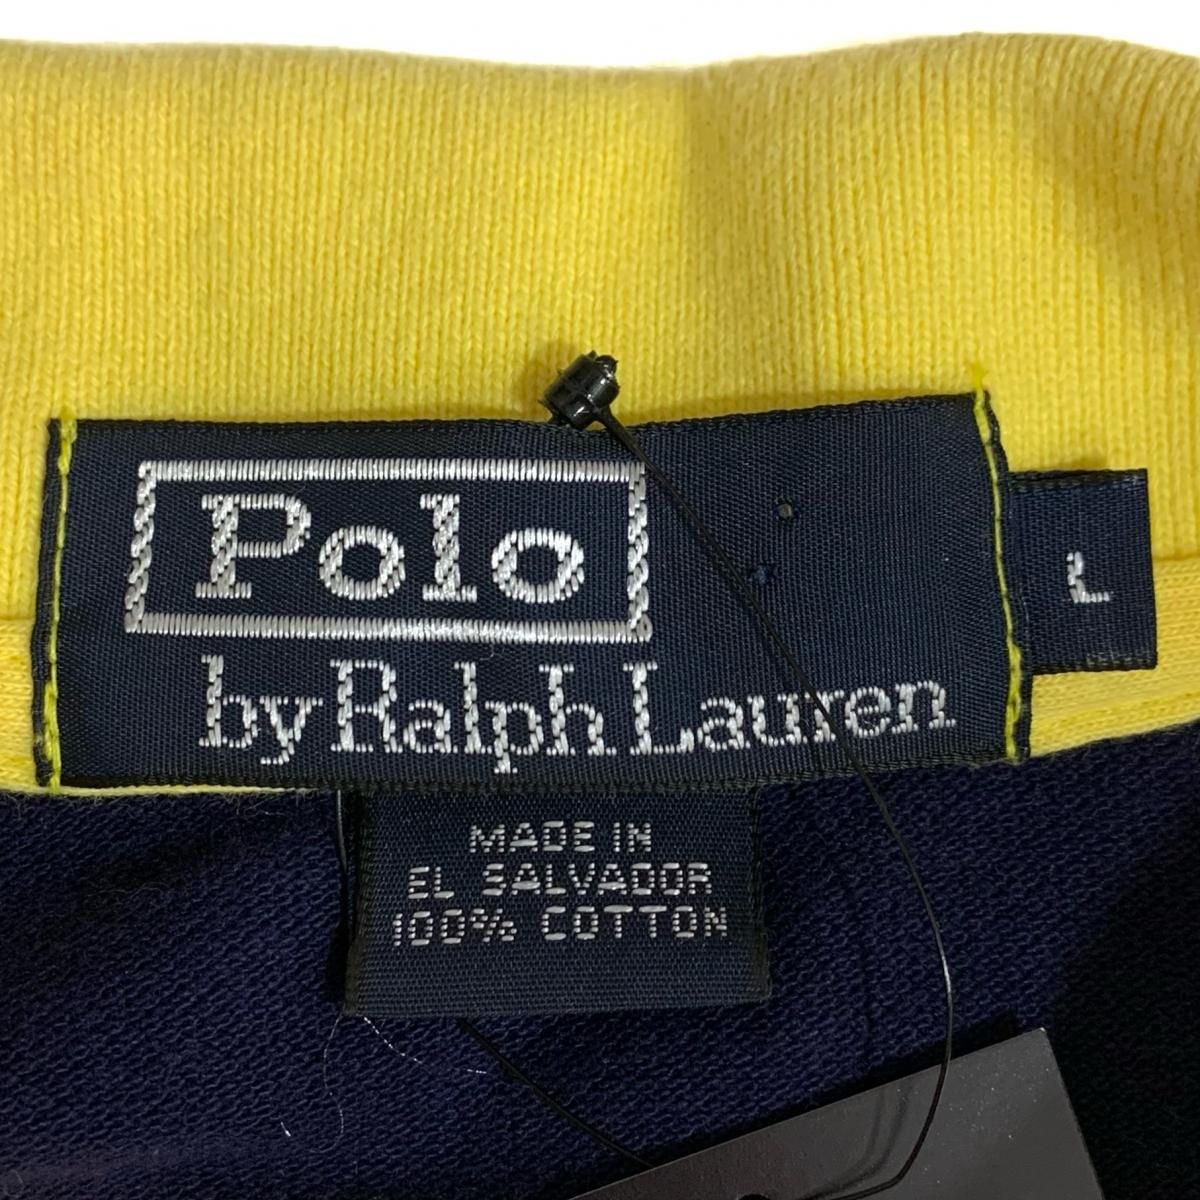 Polo
by Ralph Lauren
L
MADE IN
EL SALVADOR
100% COTTON